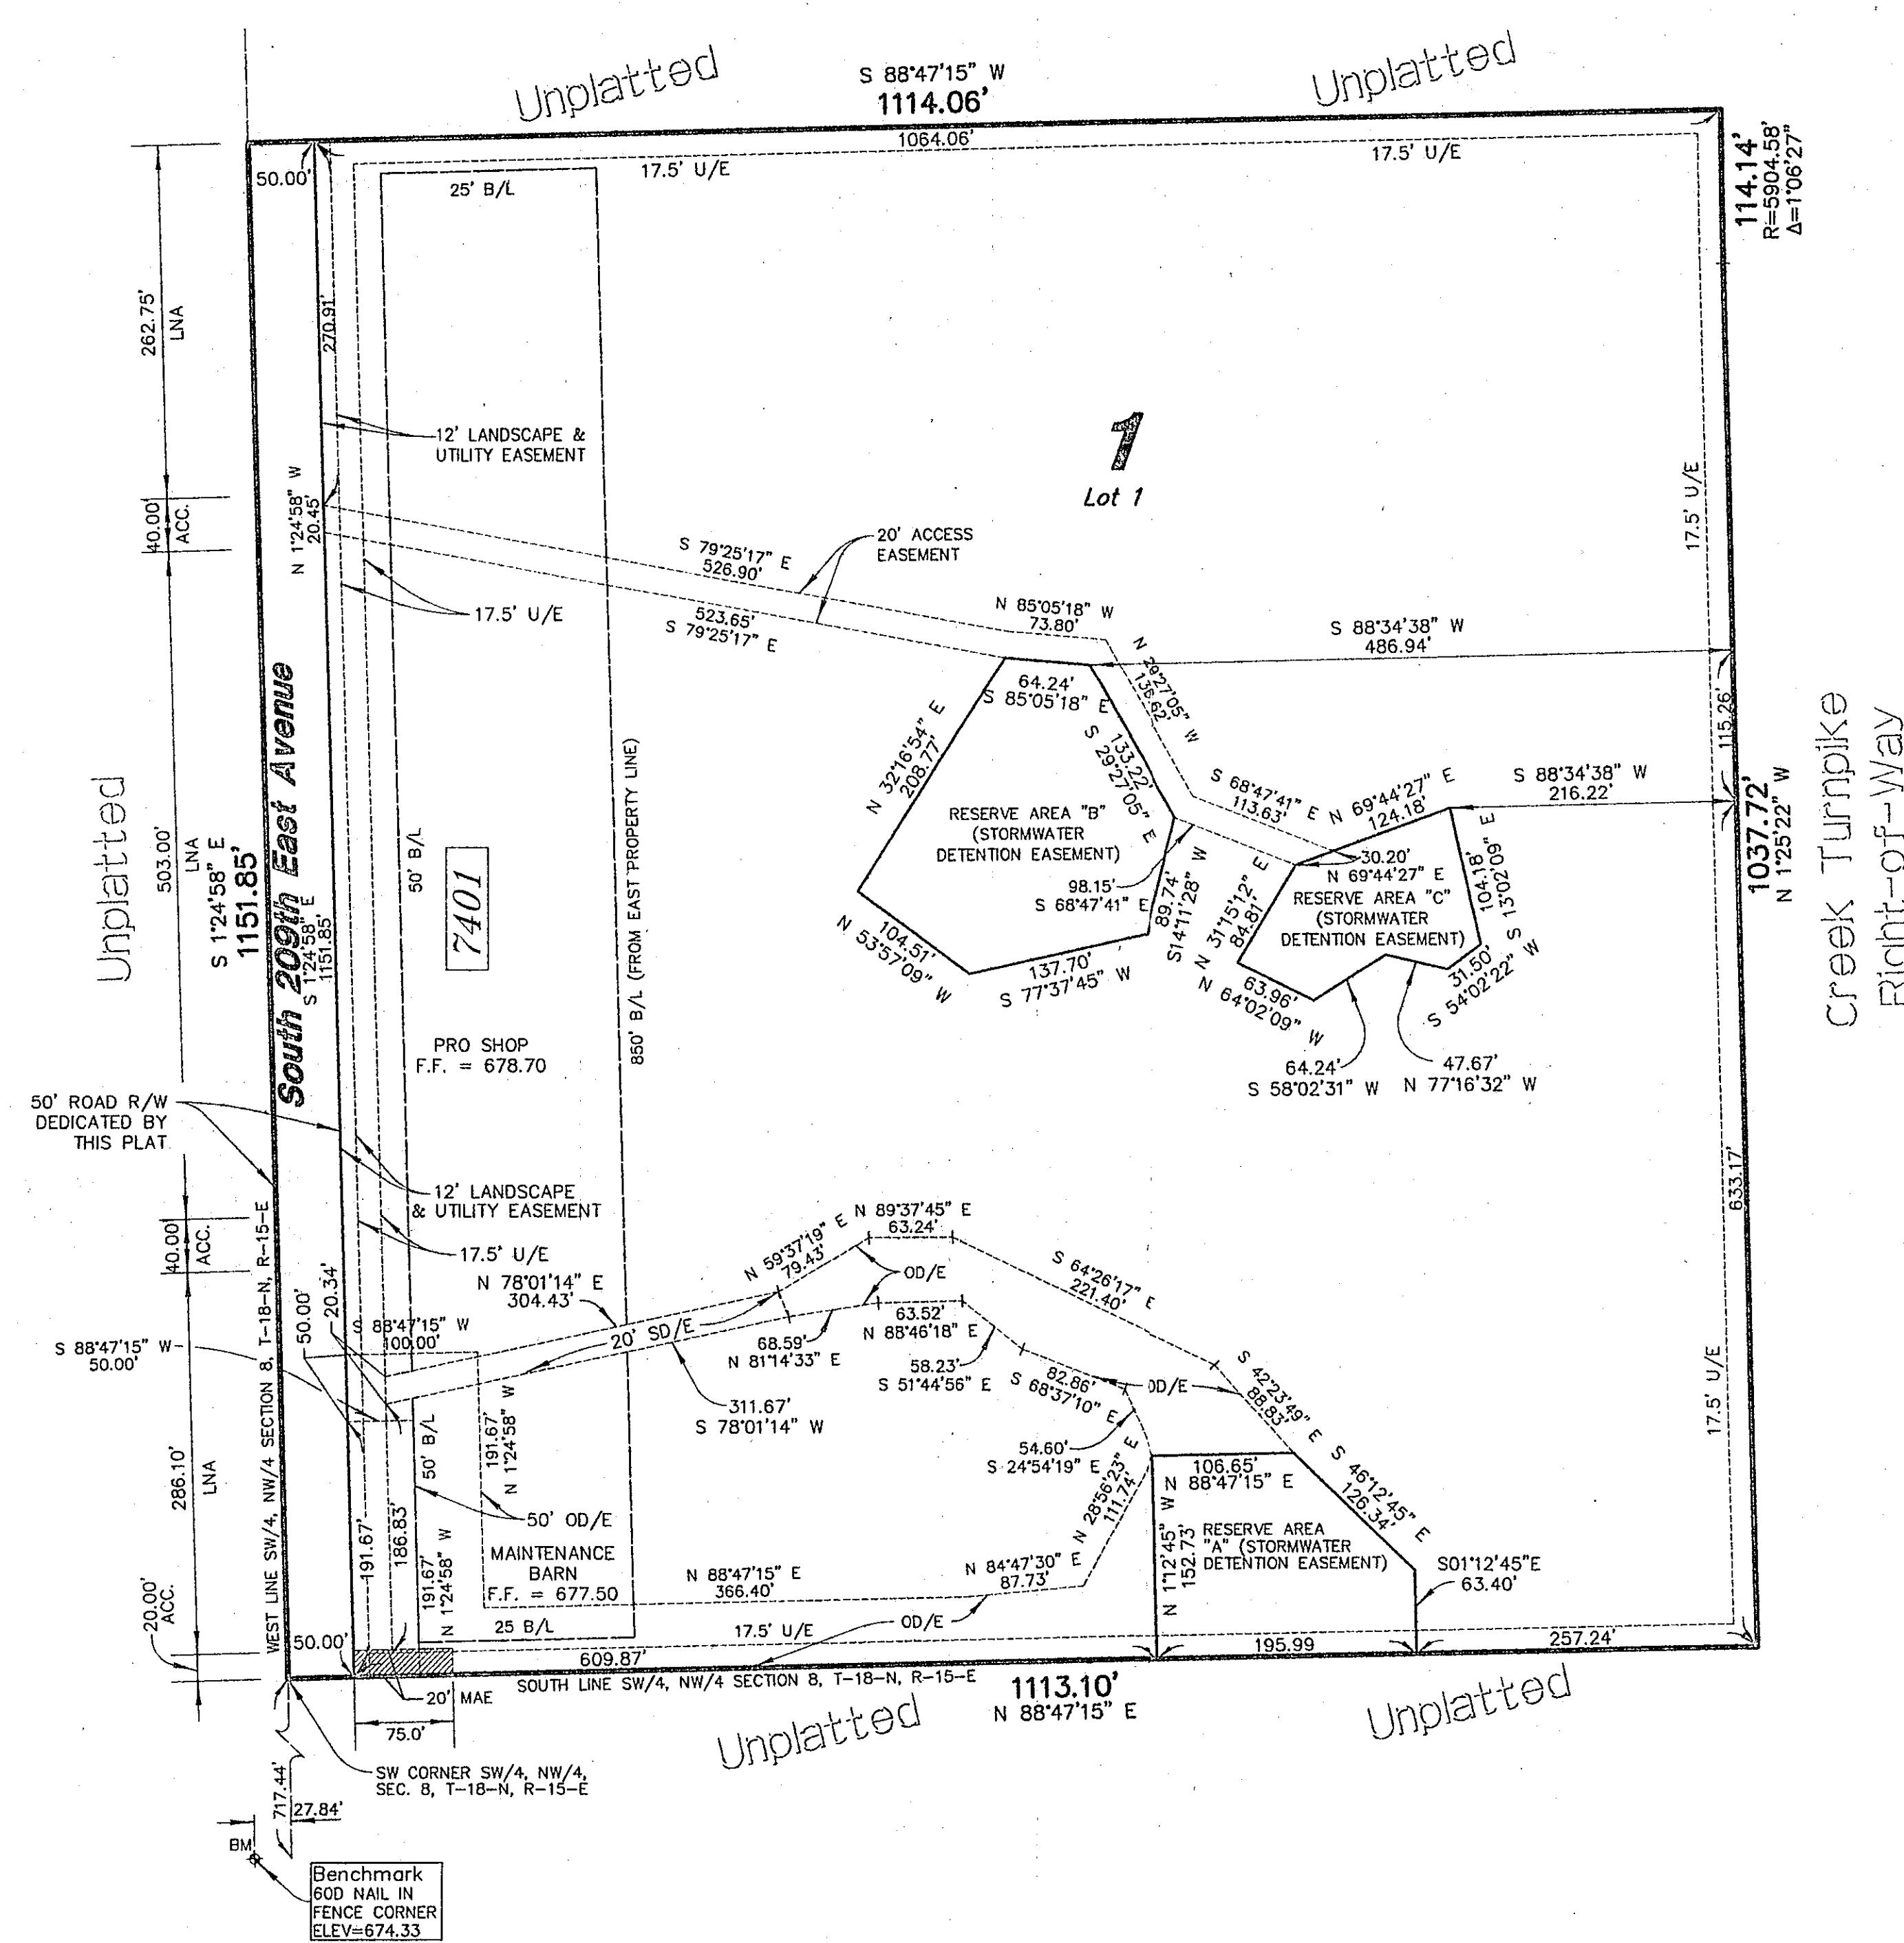 Unplatted
S 88°47'15" W
1114.06'
Unplatted
1064.06'
50.00'
25' B/L
17.5' U/E
17.5' U/E
114.14'
R=5904.58'
Δ=1°06'27"
262.75'
LNA
270.91'
12' LANDSCAPE &
UTILITY EASEMENT
1
Lot 1
17.5' U/E
40.00'
ACC.
N 1°24'58" W
20.45'
S 79°25'17" E
526.90'
20' ACCESS
EASEMENT
17.5' U/E
523.65'
S 79°25'17" E
N 85°05'18" W
73.80'
N 29°27'05" W
136.62'
S 88°34'38" W
486.94'
64.24'
S 85°05'18" E
115.26'
Unplatted
503.00'
LNA
S 1°24'58" E
1151.85'
South 209th East Avenue
S 1°24'58" E
1151.85'
50' B/L
7401
850' B/L (FROM EAST PROPERTY LINE)
N 32°16'54" E
208.77'
133.22'
S 29°27'05" E
RESERVE AREA "B"
(STORMWATER
DETENTION EASEMENT)
S 68°47'41" E
113.63'
N 69°44'27" E
124.18'
S 88°34'38" W
216.22'
98.15'
S 68°47'41" E
30.20'
N 69°44'27" E
RESERVE AREA "C"
(STORMWATER
DETENTION EASEMENT)
89.74'
S14°11'28" W
N 31°15'12" E
84.81'
104.18'
S 13°02'09" E
104.51'
N 53°57'09" W
137.70'
S 77°37'45" W
63.96'
N 64°02'09" W
31.50'
S 54°02'22" W
64.24'
S 58°02'31" W
47.67'
N 77°16'32" W
1037.72'
N 1°25'22" W
Creek Turnpike
Right-of-Way
PRO SHOP
F.F. = 678.70
50' ROAD R/W
DEDICATED BY
THIS PLAT
12' LANDSCAPE
& UTILITY EASEMENT
17.5' U/E
633.17'
40.00'
ACC.
WEST LINE SW/4, NW/4 SECTION 8, T-18-N, R-15-E
50.00'
20.34'
N 78°01'14" E
304.43'
N 59°37'19" E
79.43'
N 89°37'45" E
63.24'
OD/E
S 64°26'17" E
221.40'
S 88°47'15" W
100.00'
S 88°47'15" W
50.00'
20' SD/E
68.59'
N 81°14'33" E
63.52'
N 88°46'18" E
58.23'
S 51°44'56" E
82.86'
S 68°37'10" E
OD/E
S 42°23'49" E
88.83'
17.5' U/E
311.67'
S 78°01'14" W
286.10'
LNA
50' B/L
191.67'
N 1°24'58" W
54.60'
S 24°54'19" E
50' OD/E
N 28°56'23" E
111.74'
106.65'
N 88°47'15" E
S 46°12'45" E
126.34'
191.67'
186.83'
191.67'
N 1°24'58" W
MAINTENANCE
BARN
F.F. = 677.50
N 88°47'15" E
366.40'
N 84°47'30" E
87.73'
N 1°12'45" W
152.73'
RESERVE AREA
"A" (STORMWATER
DETENTION EASEMENT)
S01°12'45"E
63.40'
20.00'
ACC.
50.00'
25 B/L
17.5' U/E
OD/E
609.87'
195.99
257.24'
SOUTH LINE SW/4, NW/4 SECTION 8, T-18-N, R-15-E
1113.10'
N 88°47'15" E
20' MAE
75.0'
Unplatted
Unplatted
SW CORNER SW/4, NW/4,
SEC. 8, T-18-N, R-15-E
717.44'
27.84'
BM
Benchmark
60D NAIL IN
FENCE CORNER
ELEV=674.33